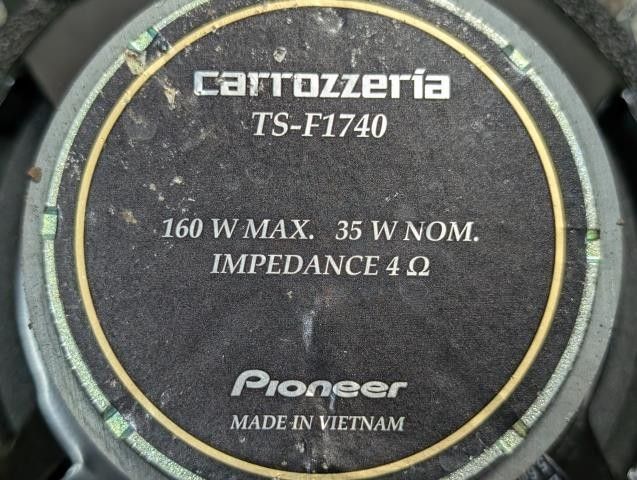 carrozzeria
TS-F1740
160 W MAX. 35 W NOM.
IMPEDANCE 4 Ω
Pioneer
MADE IN VIETNAM